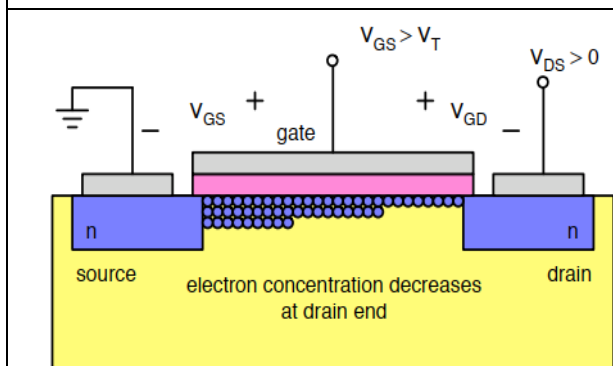 V_GS > V_T
V_DS > 0
V_GS + + V_GD −
−
gate
n n
source drain
electron concentration decreases
at drain end